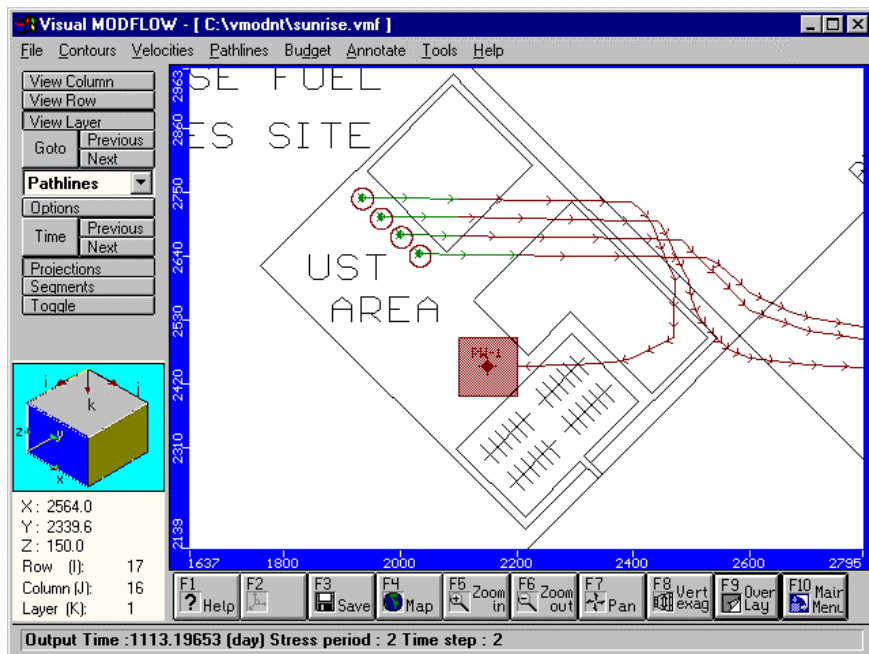 Visual MODFLOW - [ C:\vmodnt\sunrise.vmf ]
File Contours Velocities Pathlines Budget Annotate Tools Help
View Column
View Row
View Layer
Goto
Previous
Next
Pathlines
Options
Time
Previous
Next
Projections
Segments
Toggle
i
j
k
z
y
x
X : 2564.0
Y : 2339.6
Z : 150.0
Row (I): 17
Column (J): 16
Layer (K): 1
2963
2860
2750
2640
2530
2420
2310
2139
SE FUEL
ES SITE
UST
AREA
PW-1
1637 1800 2000 2200 2400 2600 2795
F1 ? Help
F2
F3 Save
F4 Map
F5 Zoom in
F6 Zoom out
F7 Pan
F8 Vert exag
F9 Over Lay
F10 Main Menu
Output Time :1113.19653 (day) Stress period : 2 Time step : 2